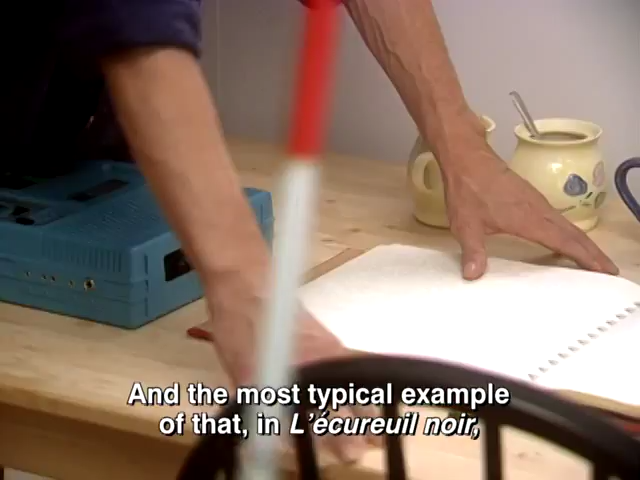 And the most typical example
of that, in L'écureuil noir,